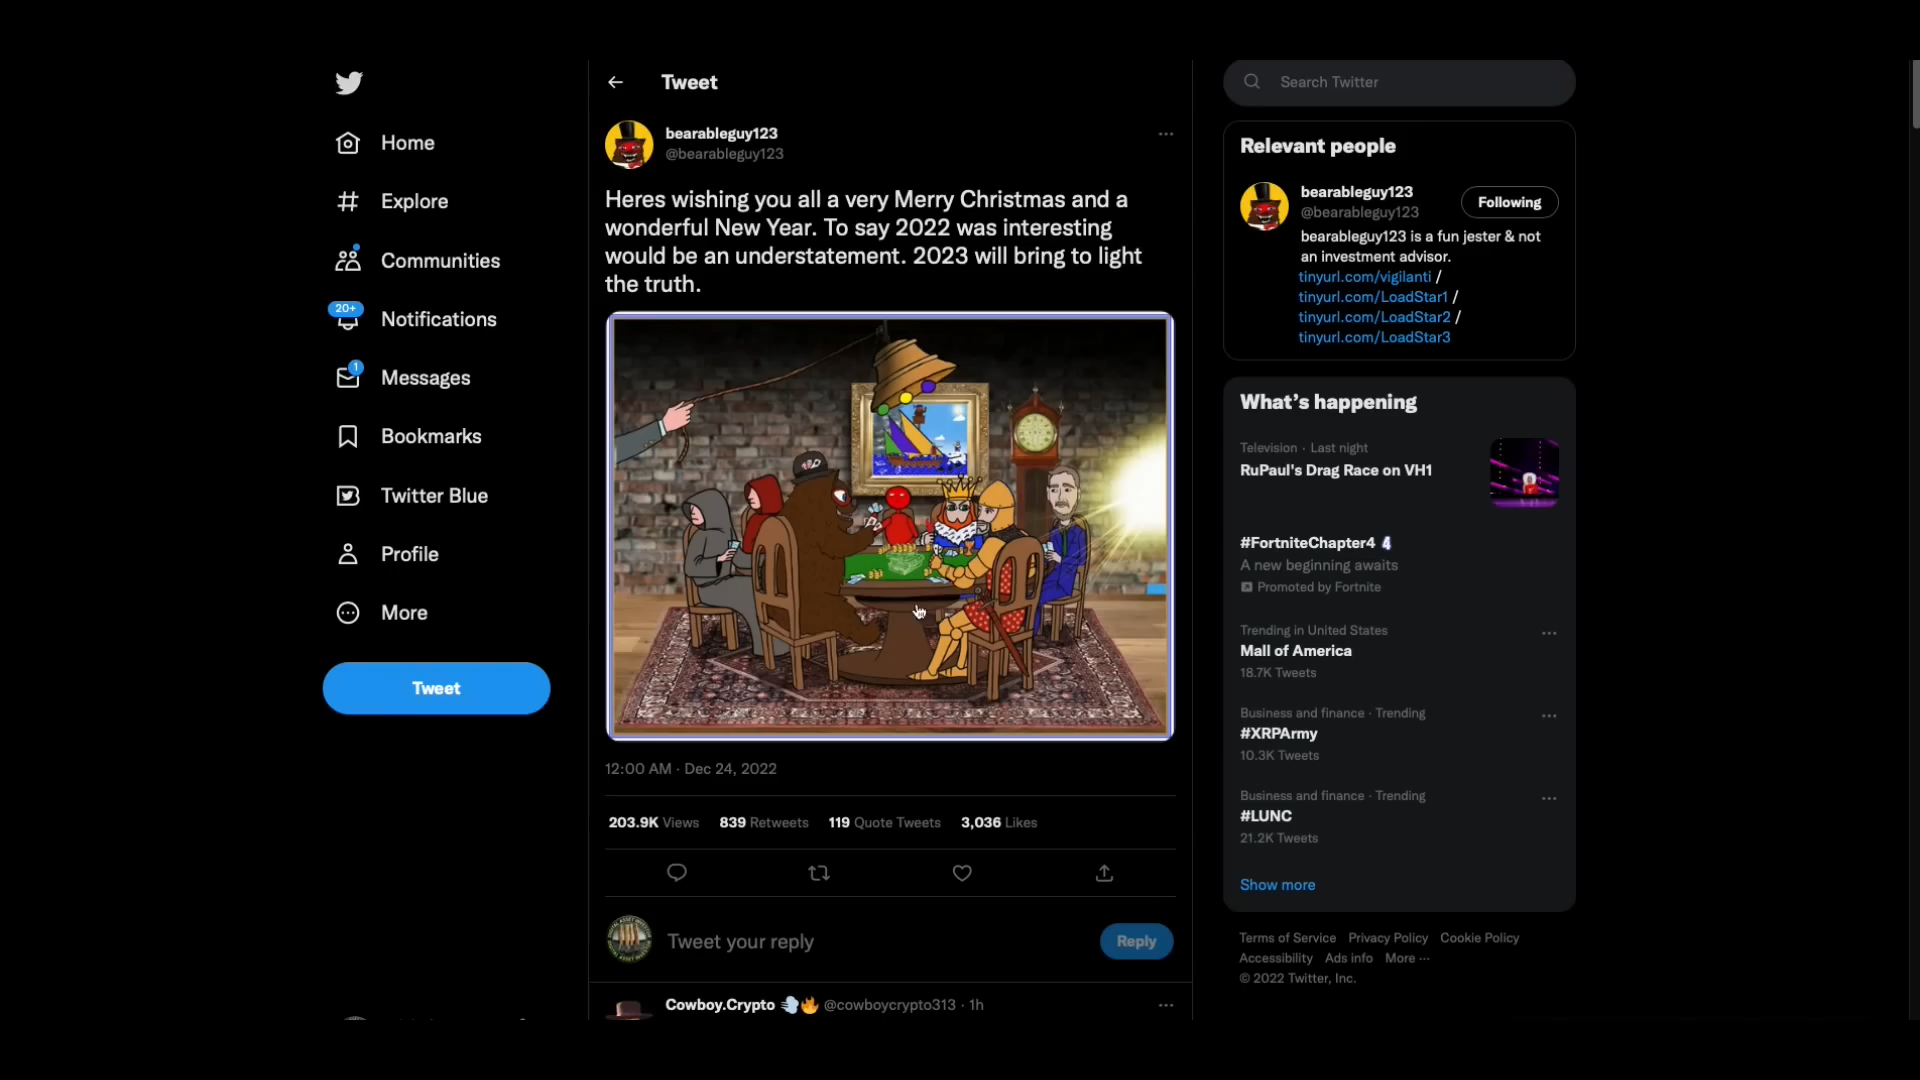 Home
Explore
Communities
20+
Notifications
1
Messages
Bookmarks
Twitter Blue
Profile
More
Tweet
Tweet
bearableguy123
@bearableguy123
Heres wishing you all a very Merry Christmas and a
wonderful New Year. To say 2022 was interesting
would be an understatement. 2023 will bring to light
the truth.
12:00 AM · Dec 24, 2022
203.9K Views 839 Retweets 119 Quote Tweets 3,036 Likes
Tweet your reply
Reply
Cowboy.Crypto 💨🔥 @cowboycrypto313 · 1h
Search Twitter
Relevant people
bearableguy123
@bearableguy123
Following
bearableguy123 is a fun jester & not
an investment advisor.
tinyurl.com/vigilanti /
tinyurl.com/LoadStar1 /
tinyurl.com/LoadStar2 /
tinyurl.com/LoadStar3
What's happening
Television · Last night
RuPaul's Drag Race on VH1
#FortniteChapter4
A new beginning awaits
Promoted by Fortnite
Trending in United States
Mall of America
18.7K Tweets
Business and finance · Trending
#XRPArmy
10.3K Tweets
Business and finance · Trending
#LUNC
21.2K Tweets
Show more
Terms of Service Privacy Policy Cookie Policy
Accessibility Ads info More ···
© 2022 Twitter, Inc.